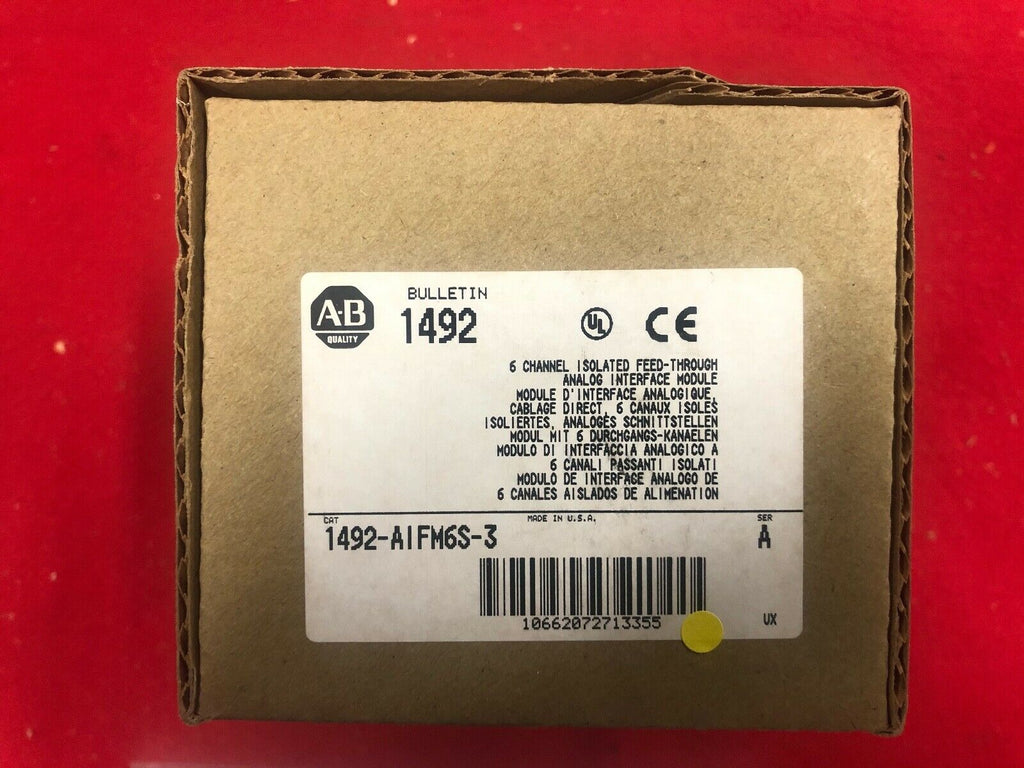 A-B
QUALITY
BULLETIN
1492
UL
CE
6 CHANNEL ISOLATED FEED-THROUGH
ANALOG INTERFACE MODULE
MODULE D'INTERFACE ANALOGIQUE,
CABLAGE DIRECT, 6 CANAUX ISOLES
ISOLIERTES, ANALOGES SCHNITTSTELLEN
MODUL MIT 6 DURCHGANGS-KANAELEN
MODULO DI INTERFACCIA ANALOGICO A
6 CANALI PASSANTI ISOLATI
MODULO DE INTERFAGE ANALOGO DE
6 CANALES AISLADOS DE ALIMENATION
CAT
MADE IN U.S.A.
SER
1492-AIFM6S-3
A
10662072713355
UX